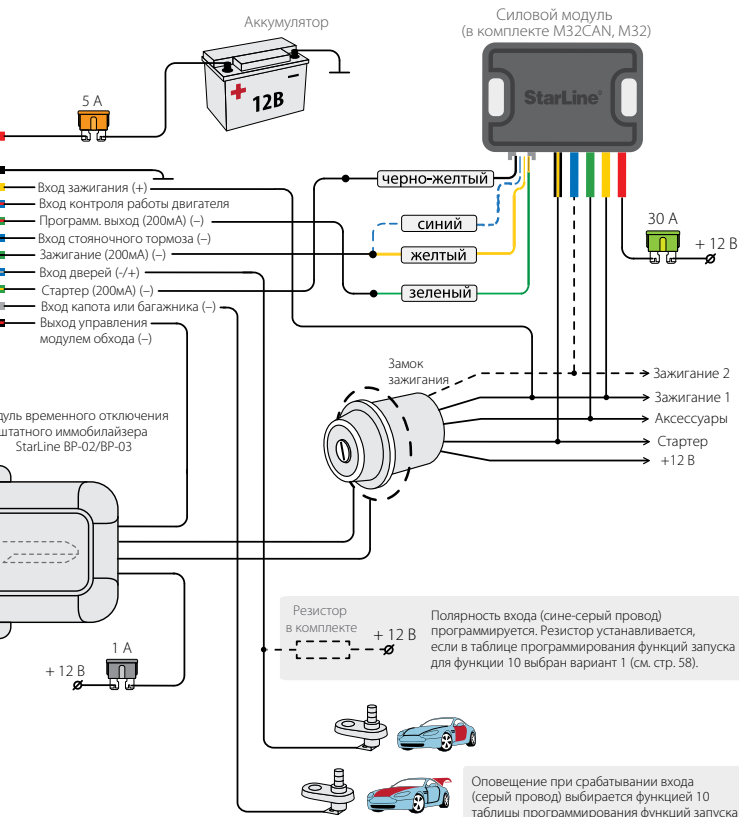 Аккумулятор
Силовой модуль
(в комплекте M32CAN, M32)
StarLine®
12В
5 А
черно-желтый
синий
желтый
зеленый
30 А
+ 12 В
Вход зажигания (+)
Вход контроля работы двигателя
Программ. выход (200мА) (–)
Вход стояночного тормоза (–)
Зажигание (200мА) (–)
Вход дверей (-/+)
Стартер (200мА) (–)
Вход капота или багажника (–)
Выход управления
модулем обхода (–)
Замок
зажигания
Зажигание 2
Зажигание 1
Аксессуары
Стартер
+12 В
временного отключения
штатного иммобилайзера
StarLine BP-02/BP-03
1 А
+ 12 В
Резистор
в комплекте
+ 12 В
Полярность входа (сине-серый провод)
программируется. Резистор устанавливается,
если в таблице программирования функций запуска
для функции 10 выбран вариант 1 (см. стр. 58).
Оповещение при срабатывании входа
(серый провод) выбирается функцией 10
таблицы программирования функций запуска